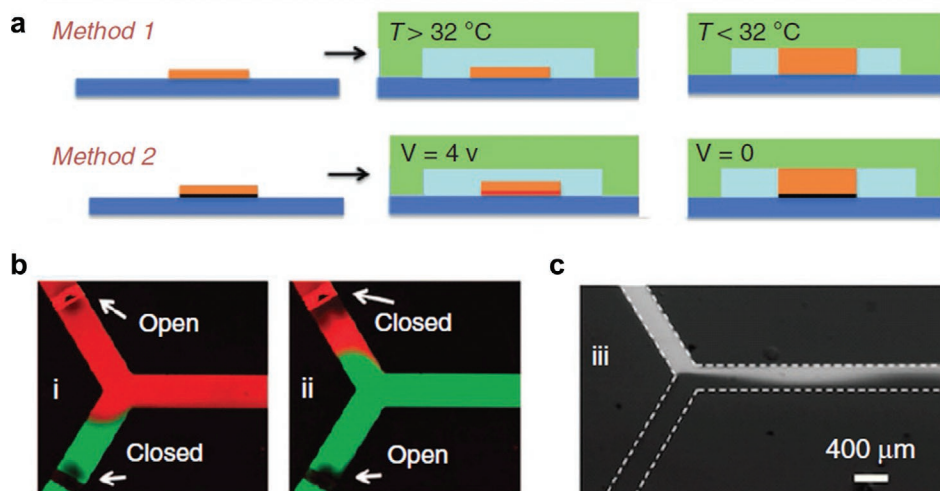 a
Method 1
T > 32 °C
T < 32 °C
Method 2
V = 4 v
V = 0
b
Open
i
Closed
Closed
ii
Open
c
iii
400 μm